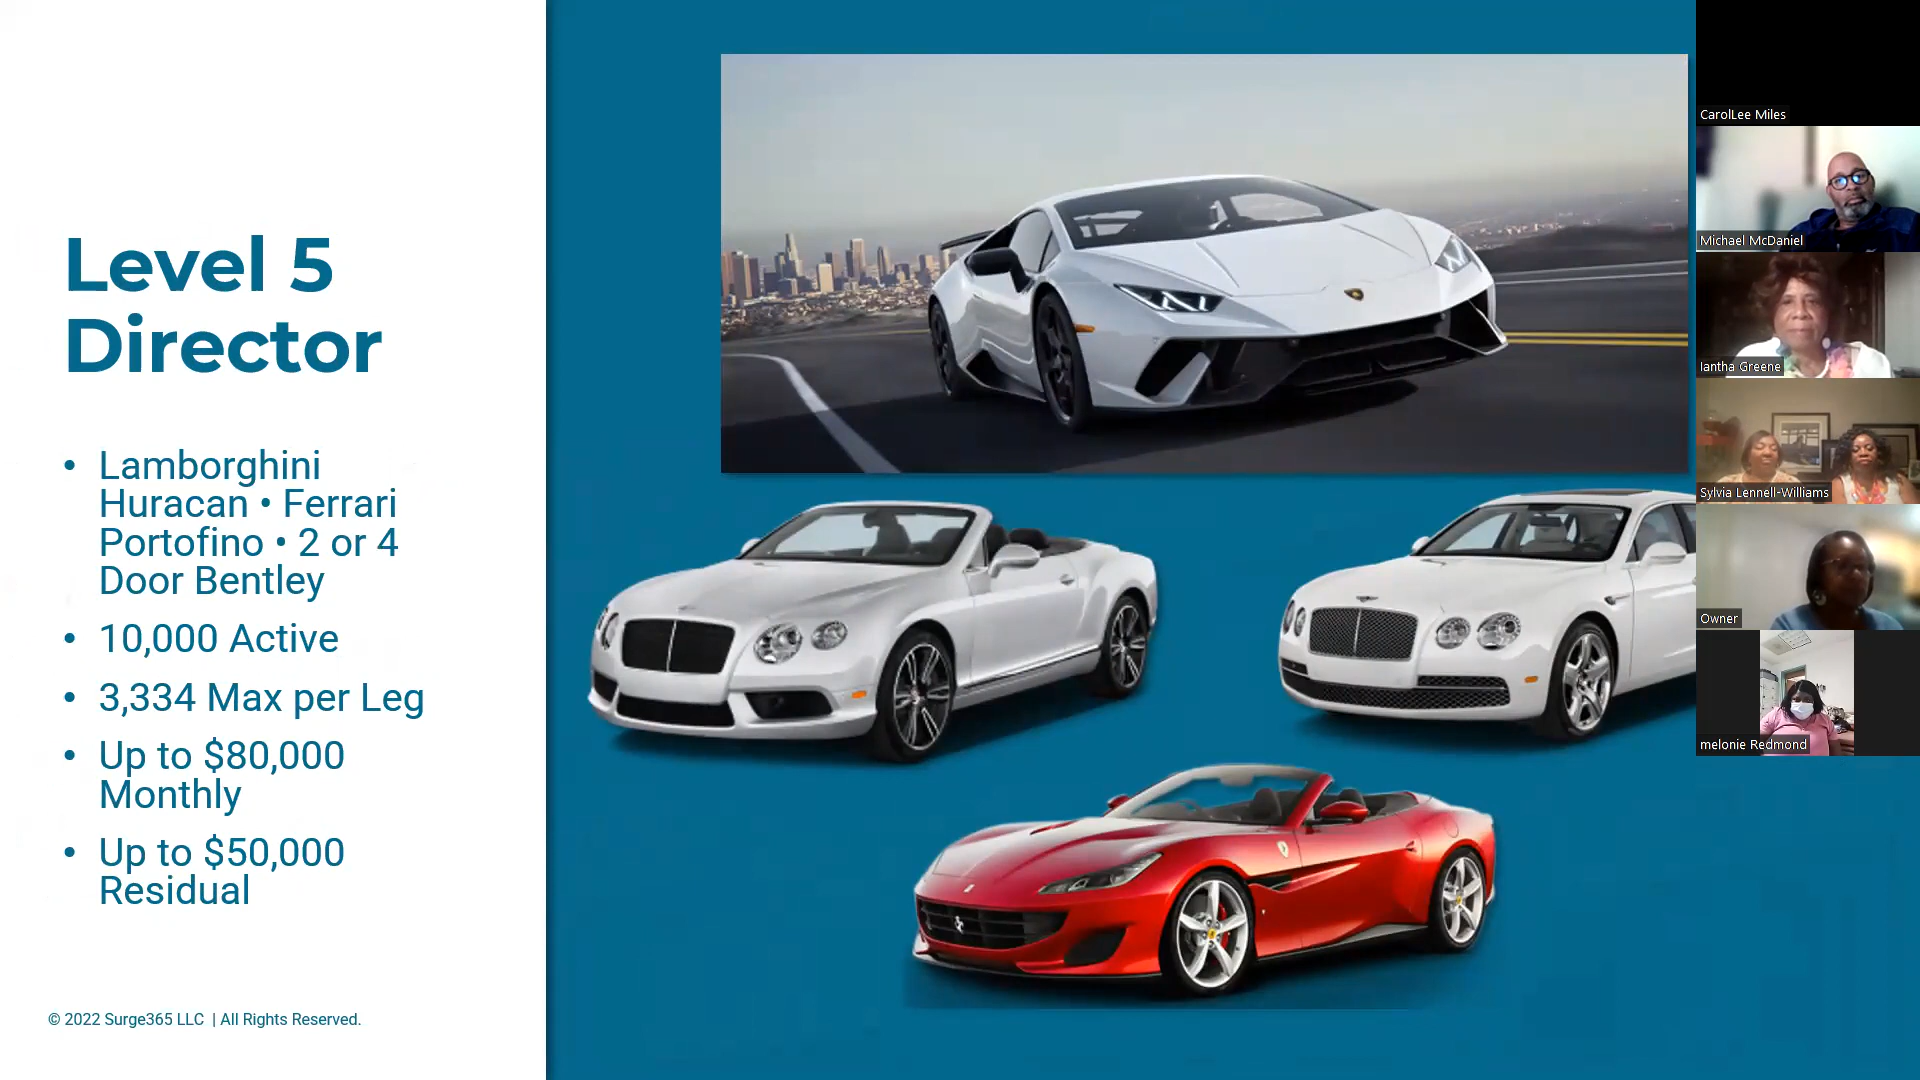 Level 5
Director
• Lamborghini
Huracan • Ferrari
Portofino • 2 or 4
Door Bentley
• 10,000 Active
• 3,334 Max per Leg
• Up to $80,000
Monthly
• Up to $50,000
Residual
© 2022 Surge365 LLC | All Rights Reserved.
CarolLee Miles
Michael McDaniel
Iantha Greene
Sylvia Lennell-Williams
Owner
melonie Redmond